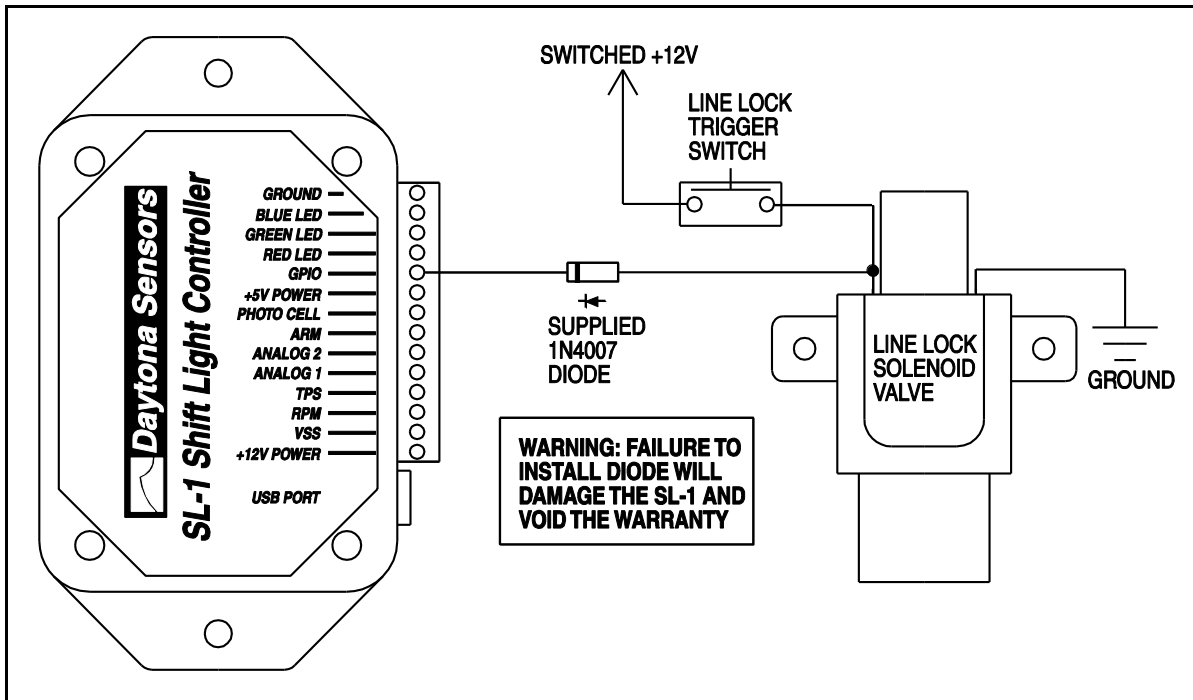 Daytona Sensors
SL-1 Shift Light Controller
GROUND
BLUE LED
GREEN LED
RED LED
GPIO
+5V POWER
PHOTO CELL
ARM
ANALOG 2
ANALOG 1
TPS
RPM
VSS
+12V POWER
USB PORT
SWITCHED +12V
LINE LOCK
TRIGGER
SWITCH
SUPPLIED
1N4007
DIODE
WARNING: FAILURE TO
INSTALL DIODE WILL
DAMAGE THE SL-1 AND
VOID THE WARRANTY
LINE LOCK
SOLENOID
VALVE
GROUND